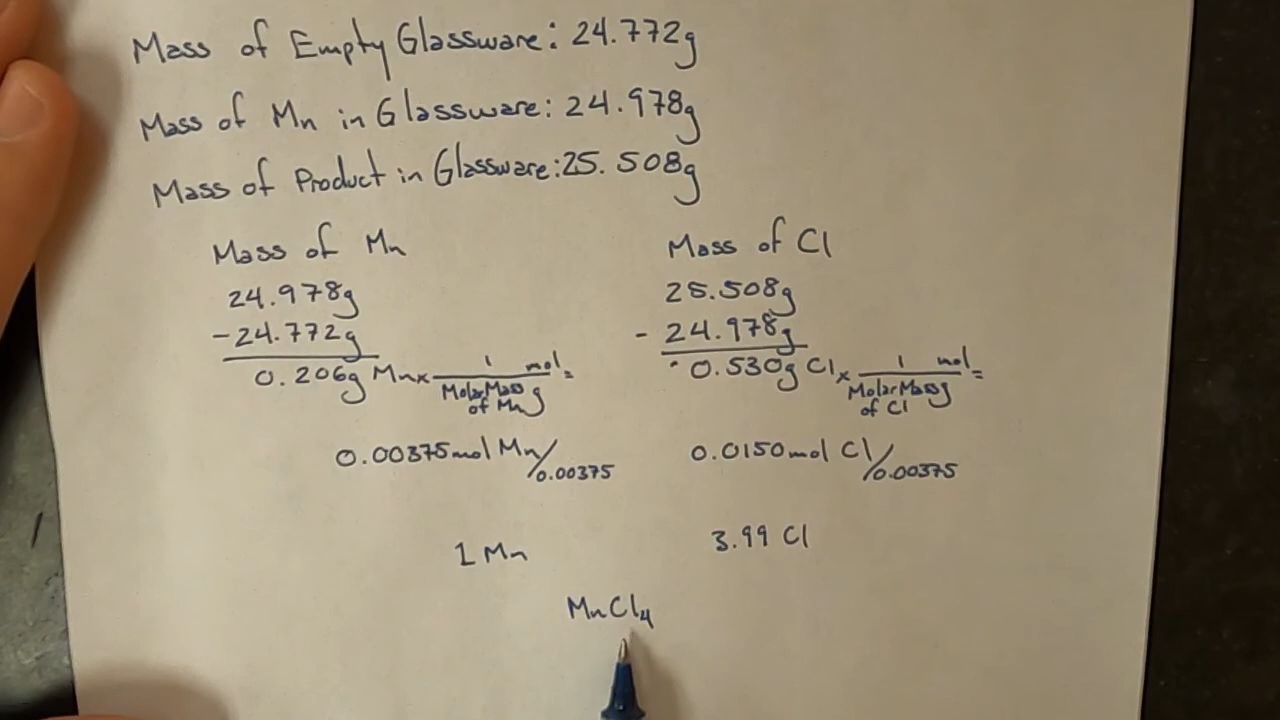 Mass of Empty Glassware: 24.772g
Mass of Mn in Glassware: 24.978g
Mass of Product in Glassware: 25.508g
Mass of Mn
24.978g
-24.772g
0.206g Mn x 1 mol / Molar Mass of Mn g =
0.00375 mol Mn / 0.00375
1 Mn
Mass of Cl
25.508g
- 24.978g
0.530g Cl x 1 mol / Molar Mass of Cl g =
0.0150 mol Cl / 0.00375
3.99 Cl
MnCl₄